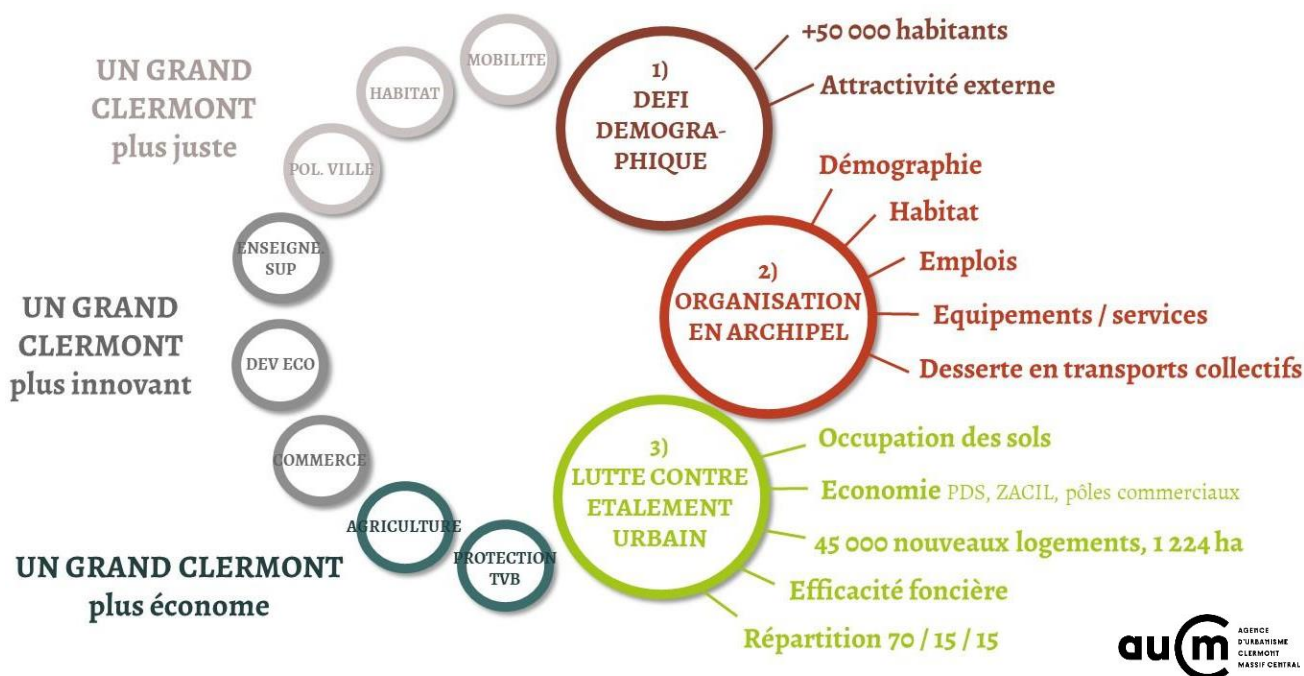 UN GRAND
CLERMONT
plus juste
MOBILITE
HABITAT
POL. VILLE
UN GRAND
CLERMONT
plus innovant
ENSEIGNE.
SUP
DEV ECO
COMMERCE
UN GRAND CLERMONT
plus économe
AGRICULTURE
PROTECTION
TVB
1)
DEFI
DEMOGRA-
PHIQUE
+50 000 habitants
Attractivité externe
2)
ORGANISATION
EN ARCHIPEL
Démographie
Habitat
Emplois
Equipements / services
Desserte en transports collectifs
3)
LUTTE CONTRE
ETALEMENT
URBAIN
Occupation des sols
Economie PDS, ZACIL, pôles commerciaux
45 000 nouveaux logements, 1 224 ha
Efficacité foncière
Répartition 70 / 15 / 15
aucm
AGENCE
D'URBANISME
CLERMONT
MASSIF CENTRAL